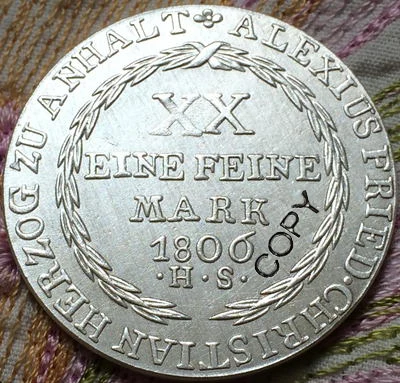 ALEXIUS FRIED·CHRISTIAN HERZOG ZU ANHALT
XX
EINE FEINE
MARK
1806
·H·S·
COPY